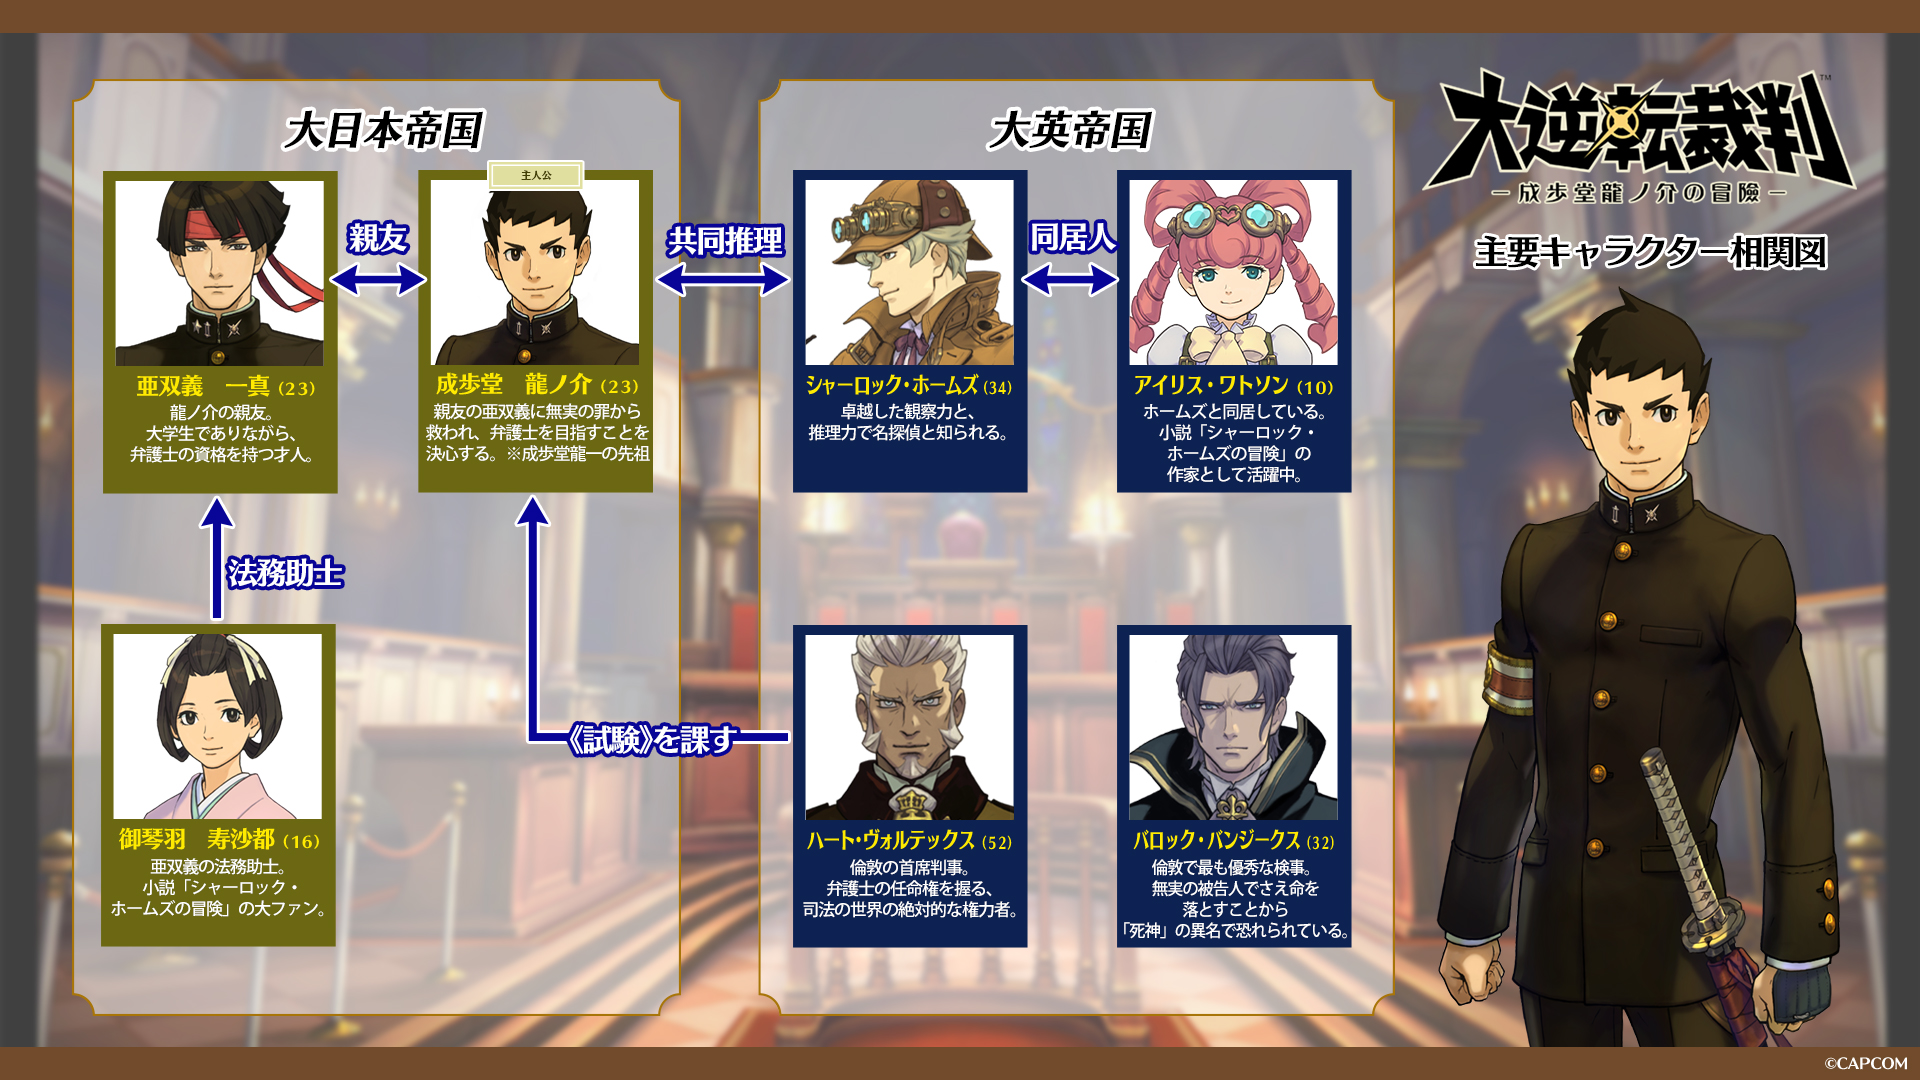 大逆転裁判™
－成歩堂龍ノ介の冒險－
主要キャラクター相関図
大日本帝国
亜双義　一真（23）
龍ノ介の親友。
大学生でありながら、
弁護士の資格を持つ才人。
親友
主人公
成歩堂　龍ノ介（23）
親友の亜双義に無実の罪から
救われ、弁護士を目指すことを
決心する。※成歩堂龍一の先祖
法務助士
御琴羽　寿沙都（16）
亜双義の法務助士。
小説「シャーロック・
ホームズの冒険」の大ファン。
共同推理
《試験》を課す
大英帝国
シャーロック・ホームズ（34）
卓越した観察力と、
推理力で名探偵と知られる。
同居人
アイリス・ワトソン（10）
ホームズと同居している。
小説「シャーロック・
ホームズの冒険」の
作家として活躍中。
ハート・ヴォルテックス（52）
倫敦の首席判事。
弁護士の任命権を握る、
司法の世界の絶対的な権力者。
バロック・バンジークス（32）
倫敦で最も優秀な検事。
無実の被告人でさえ命を
落とすことから
「死神」の異名で恐れられている。
©CAPCOM